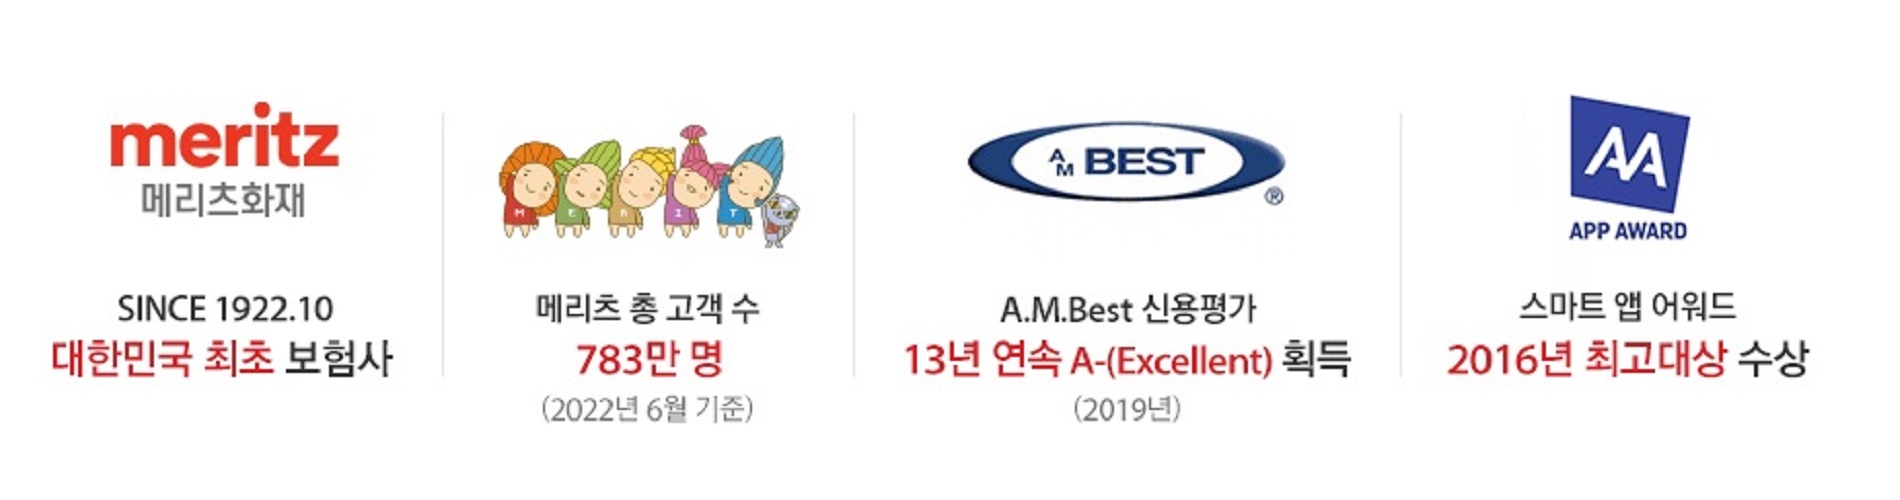 meritz
메리츠화재
SINCE 1922.10
대한민국 최초 보험사
M E R I T
메리츠 총 고객 수
783만 명
(2022년 6월 기준)
AM BEST ®
A.M.Best 신용평가
13년 연속 A-(Excellent) 획득
(2019년)
AA
APP AWARD
스마트 앱 어워드
2016년 최고대상 수상